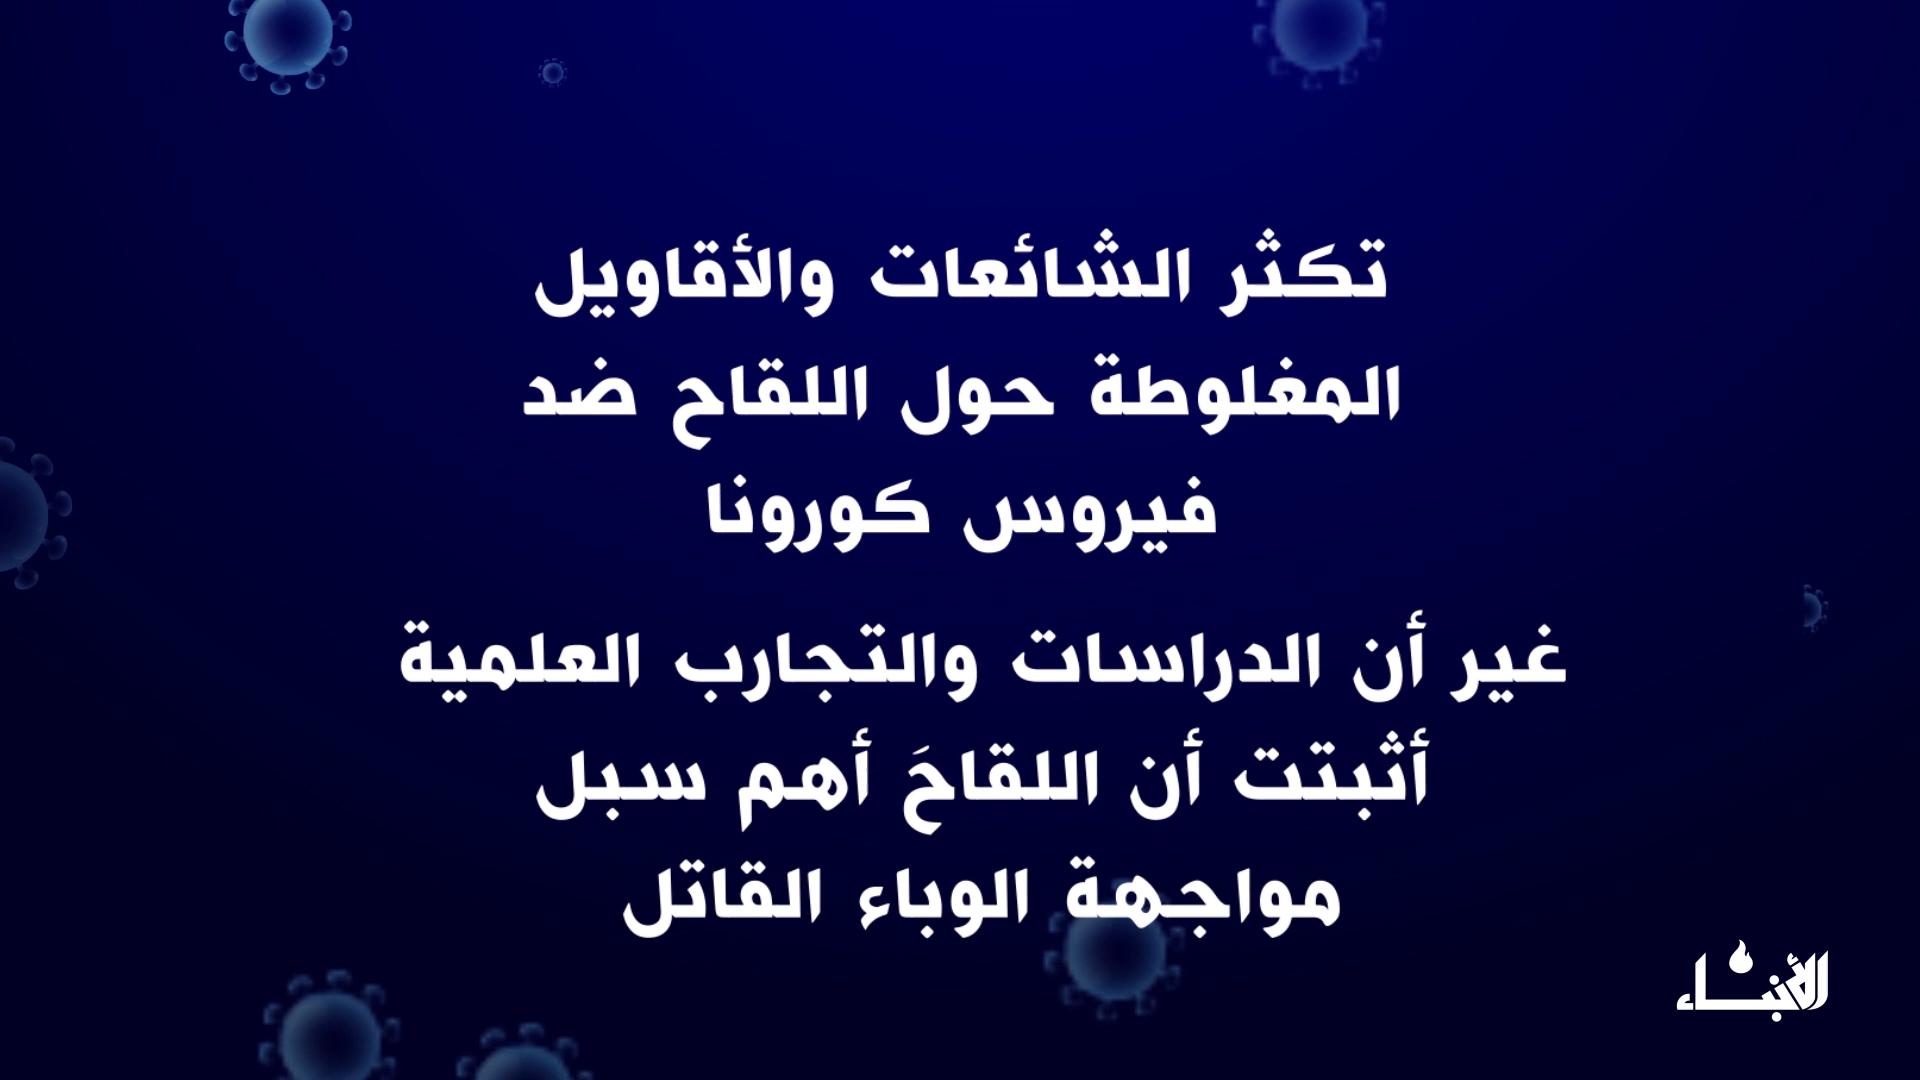 تكثر الشائعات والأقاويل
المغلوطة حول اللقاح ضد
فيروس كورونا
غير أن الدراسات والتجارب العلمية
أثبتت أن اللقاحَ أهم سبل
مواجهة الوباء القاتل
الأنباء